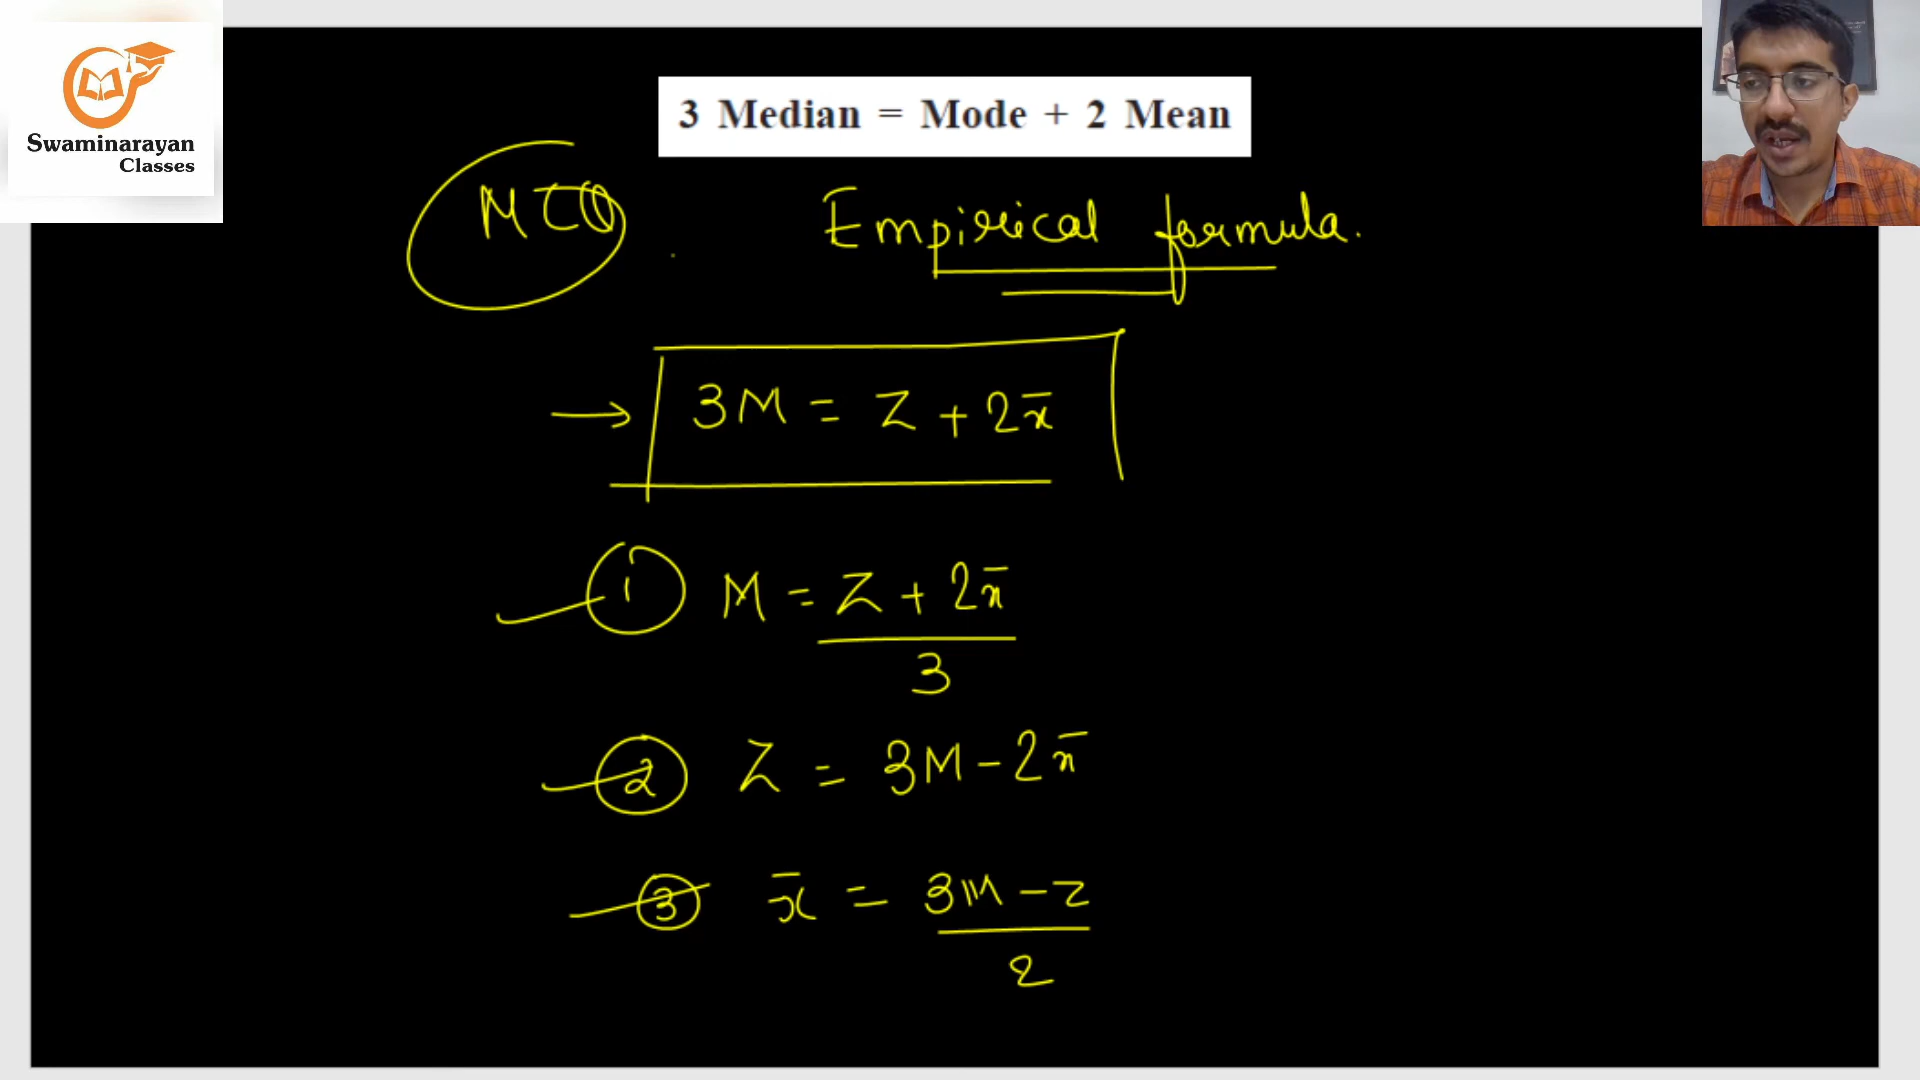 Swaminarayan
Classes
3 Median = Mode + 2 Mean
MCQ
Empirical formula.
→ 3M = Z + 2x̄
1 M = Z + 2x̄
3
2 Z = 3M - 2x̄
3 x̄ = 3M - Z
2